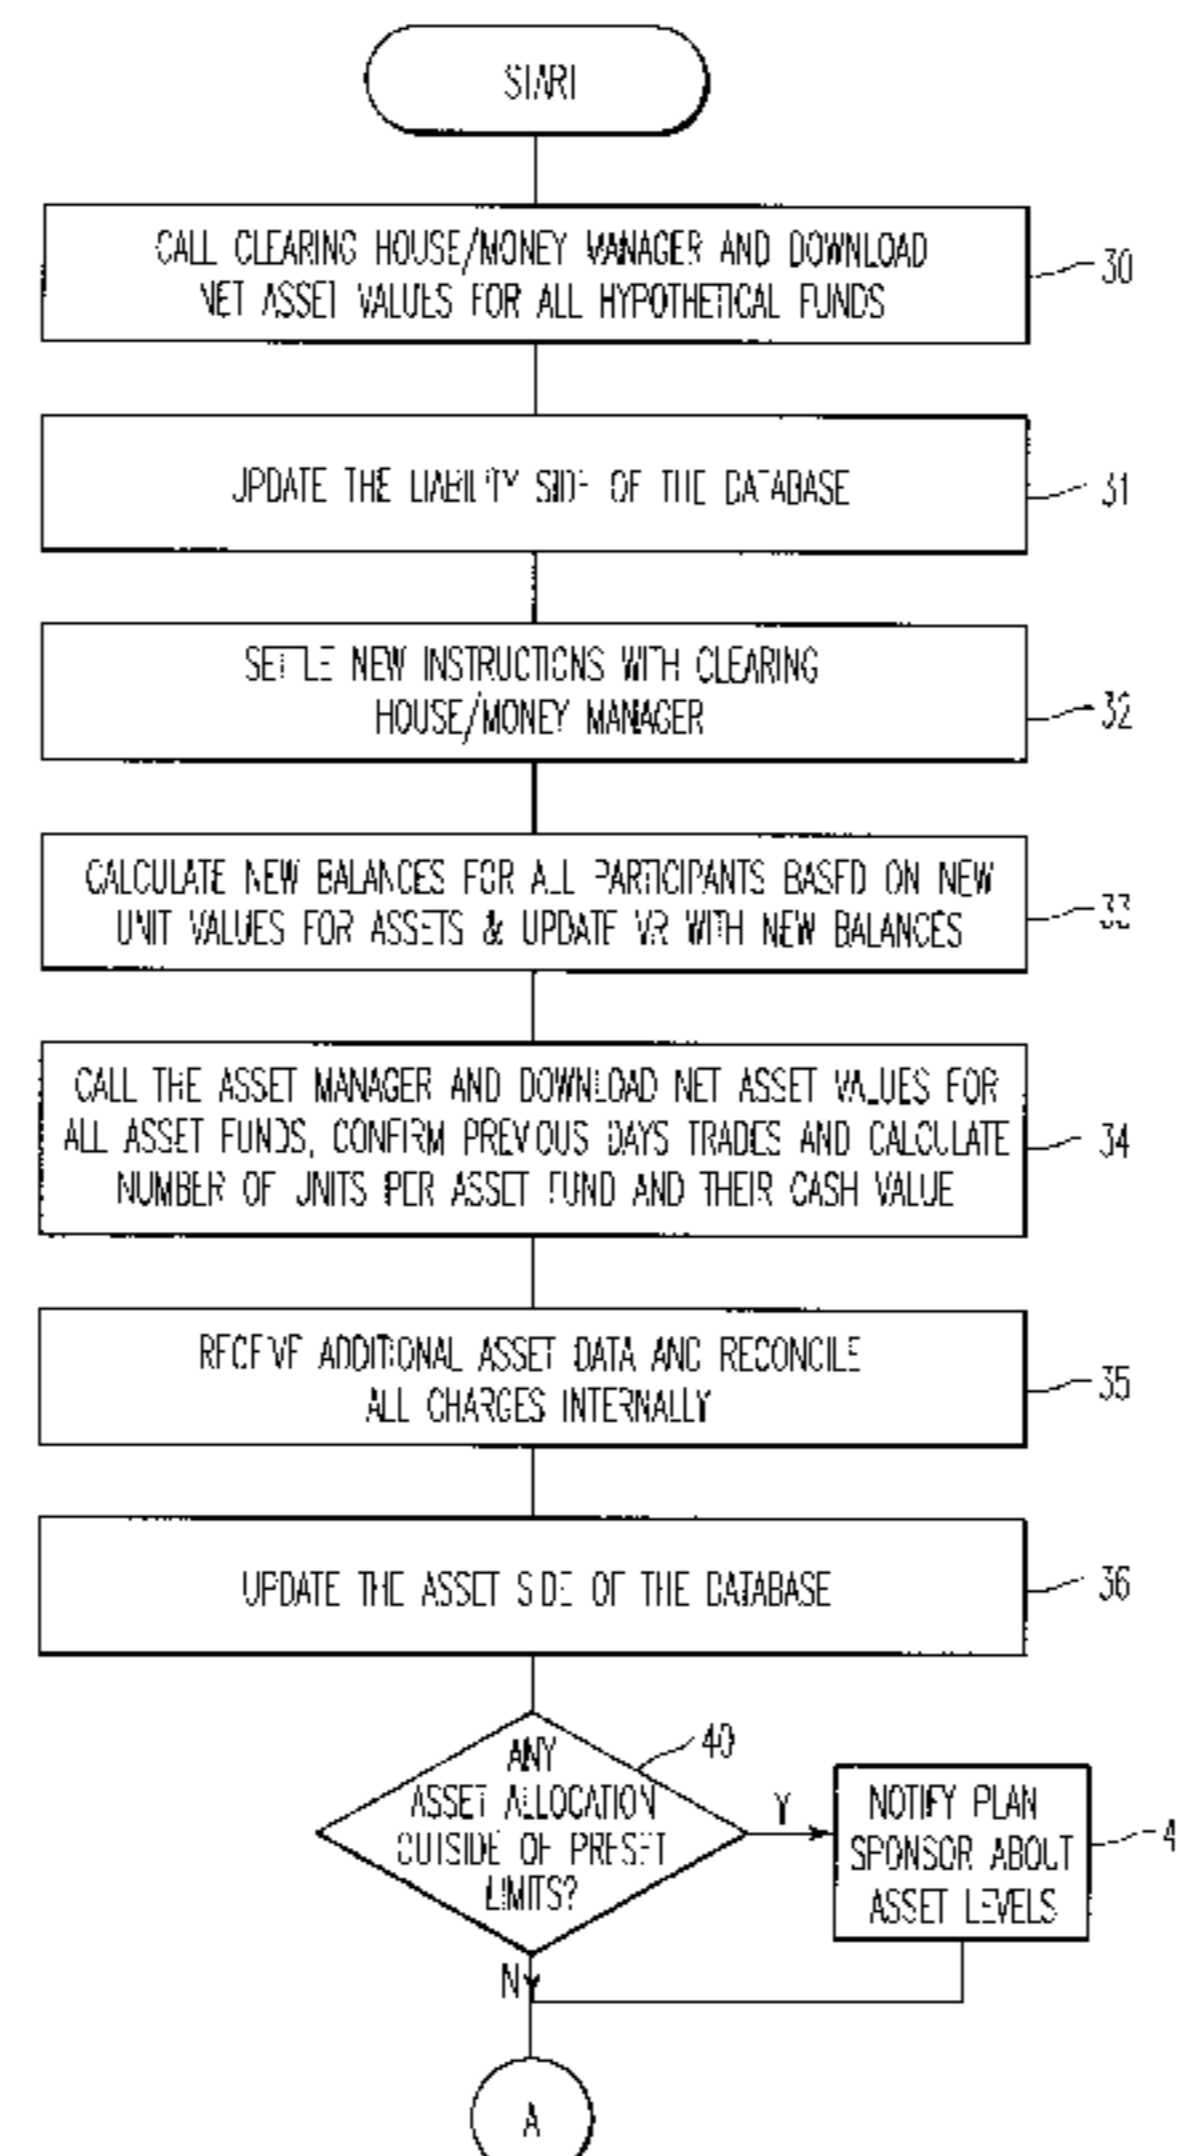 START
CALL CLEARING HOUSE/MONEY MANAGER AND DOWNLOAD
NET ASSET VALUES FOR ALL HYPOTHETICAL FUNDS
30
UPDATE THE LIABILITY SIDE OF THE DATABASE
31
SETTLE NEW INSTRUCTIONS WITH CLEARING
HOUSE/MONEY MANAGER
32
CALCULATE NEW BALANCES FOR ALL PARTICIPANTS BASED ON NEW
UNIT VALUES FOR ASSETS & UPDATE VR WITH NEW BALANCES
33
CALL THE ASSET MANAGER AND DOWNLOAD NET ASSET VALUES FOR
ALL ASSET FUNDS, CONFIRM PREVIOUS DAYS TRADES AND CALCULATE
NUMBER OF UNITS PER ASSET FUND AND THEIR CASH VALUE
34
RECEIVE ADDITIONAL ASSET DATA AND RECONCILE
ALL CHARGES INTERNALLY
35
UPDATE THE ASSET SIDE OF THE DATABASE
36
ANY
ASSET ALLOCATION
OUTSIDE OF PRESET
LIMITS?
40
Y
NOTIFY PLAN
SPONSOR ABOUT
ASSET LEVELS
4
N
A